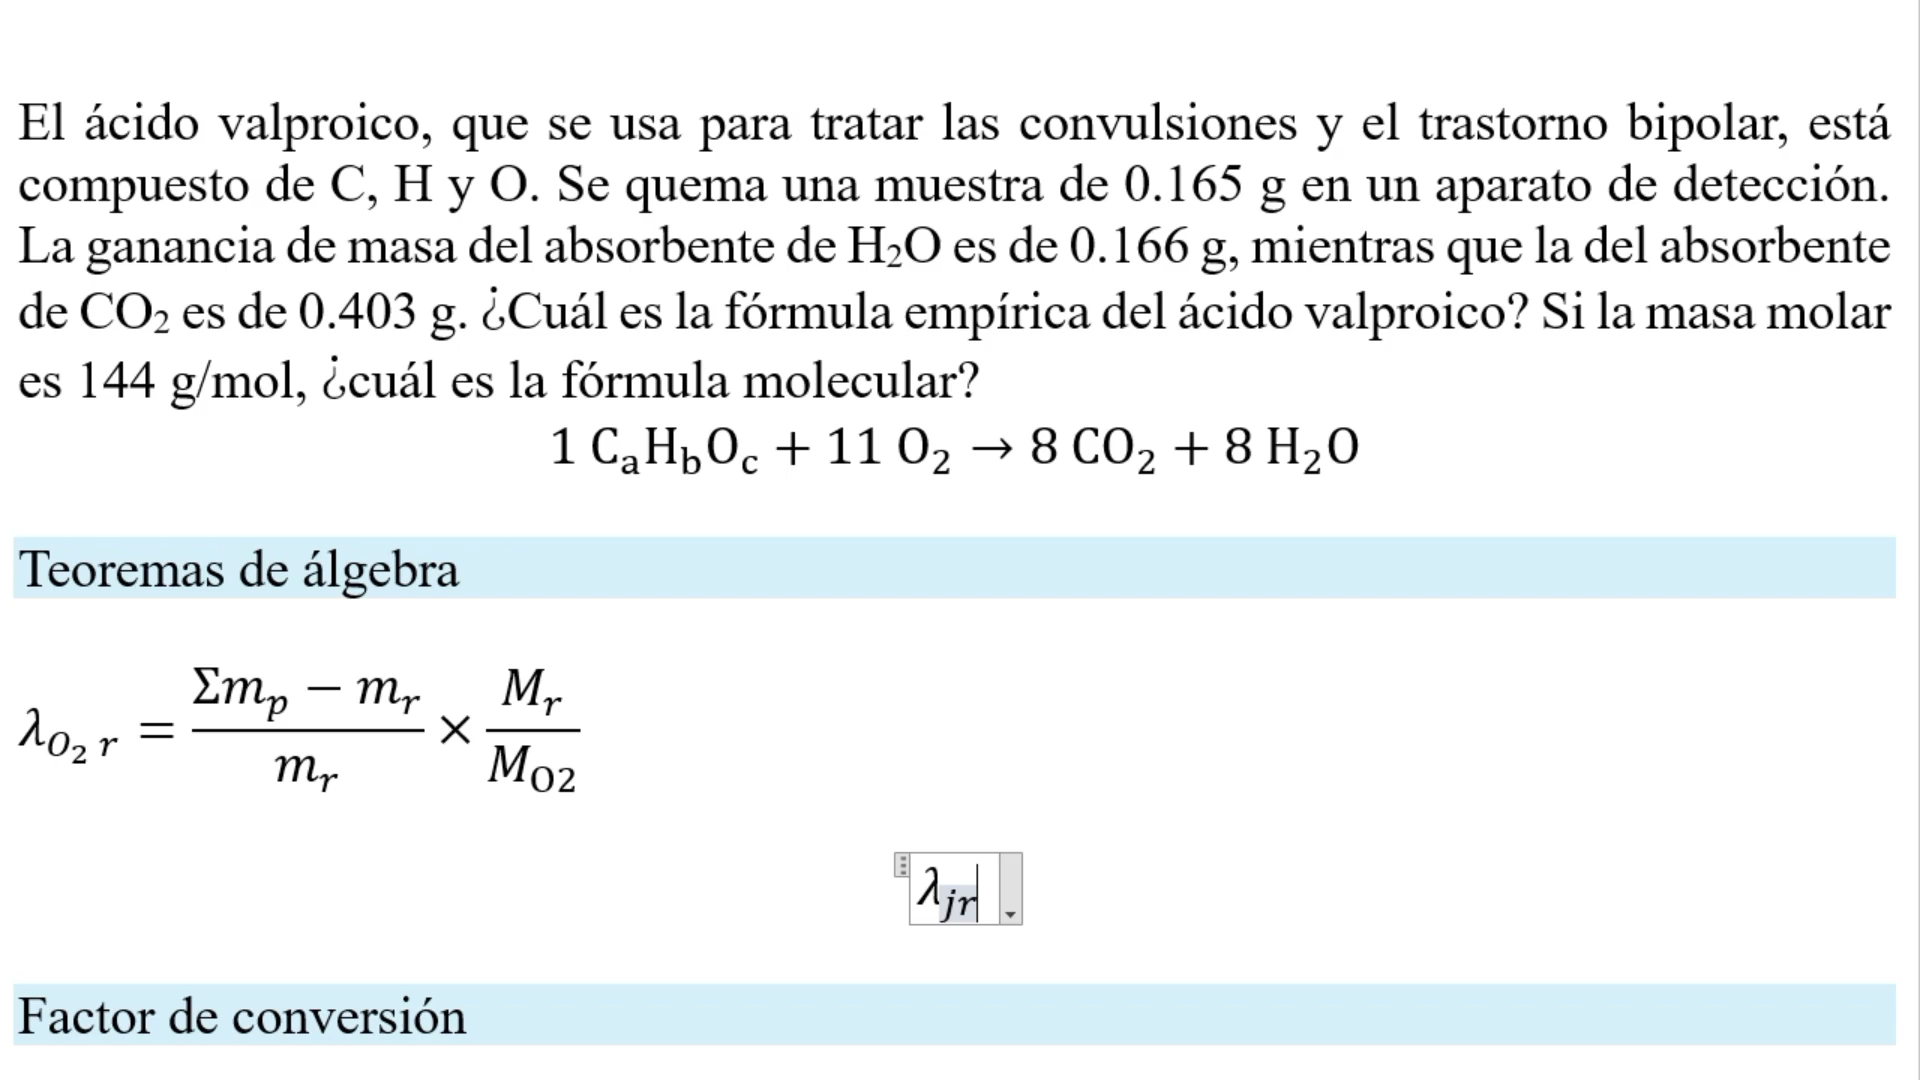 El ácido valproico, que se usa para tratar las convulsiones y el trastorno bipolar, está
compuesto de C, H y O. Se quema una muestra de 0.165 g en un aparato de detección.
La ganancia de masa del absorbente de H₂O es de 0.166 g, mientras que la del absorbente
de CO₂ es de 0.403 g. ¿Cuál es la fórmula empírica del ácido valproico? Si la masa molar
es 144 g/mol, ¿cuál es la fórmula molecular?
1 CₐH_bO_c + 11 O₂ → 8 CO₂ + 8 H₂O
Teoremas de álgebra
λ_{O₂ r} = \frac{Σm_p − m_r}{m_r} × \frac{M_r}{M_{O2}}
λ_{jr}
Factor de conversión